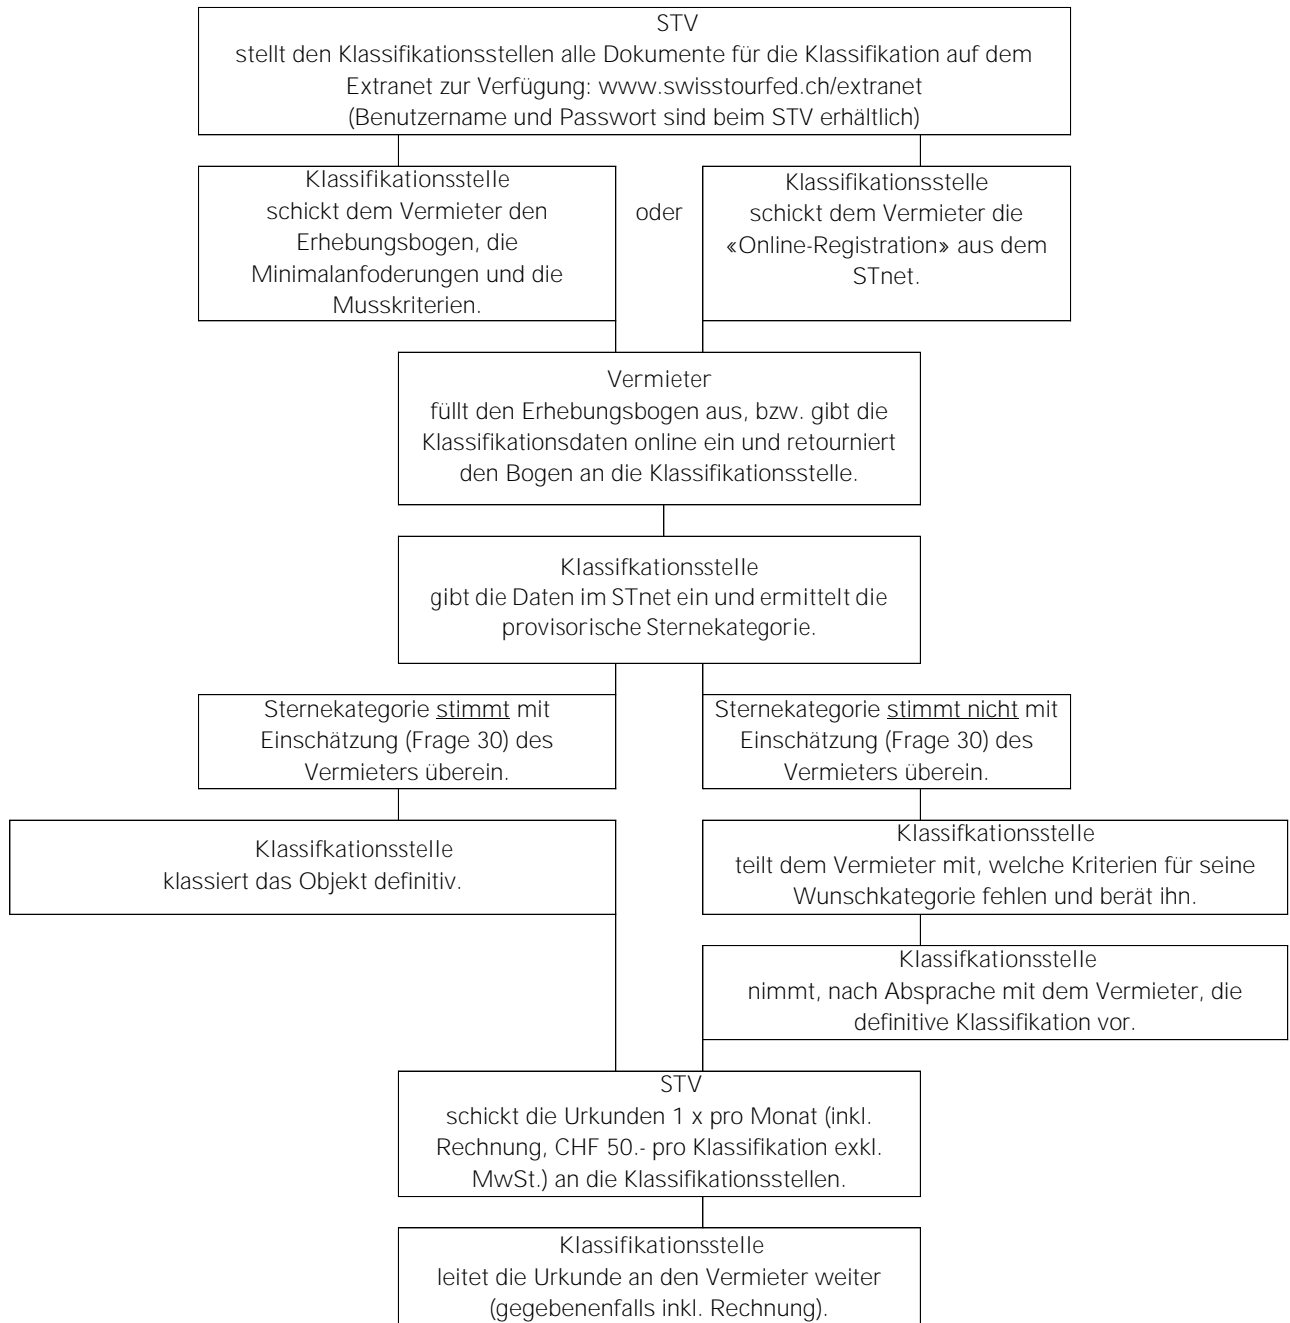 STV
stellt den Klassifikationsstellen alle Dokumente für die Klassifikation auf dem
Extranet zur Verfügung: www.swisstourfed.ch/extranet
(Benutzername und Passwort sind beim STV erhältlich)
Klassifikationsstelle
schickt dem Vermieter den
Erhebungsbogen, die
Minimalanfoderungen und die
Musskriterien.
oder
Klassifikationsstelle
schickt dem Vermieter die
«Online-Registration» aus dem
STnet.
Vermieter
füllt den Erhebungsbogen aus, bzw. gibt die
Klassifikationsdaten online ein und retourniert
den Bogen an die Klassifikationsstelle.
Klassifkationsstelle
gibt die Daten im STnet ein und ermittelt die
provisorische Sternekategorie.
Sternekategorie stimmt mit
Einschätzung (Frage 30) des
Vermieters überein.
Sternekategorie stimmt nicht mit
Einschätzung (Frage 30) des
Vermieters überein.
Klassifkationsstelle
klassiert das Objekt definitiv.
Klassifkationsstelle
teilt dem Vermieter mit, welche Kriterien für seine
Wunschkategorie fehlen und berät ihn.
Klassifkationsstelle
nimmt, nach Absprache mit dem Vermieter, die
definitive Klassifikation vor.
STV
schickt die Urkunden 1 x pro Monat (inkl.
Rechnung, CHF 50.- pro Klassifikation exkl.
MwSt.) an die Klassifikationsstellen.
Klassifikationsstelle
leitet die Urkunde an den Vermieter weiter
(gegebenenfalls inkl. Rechnung).